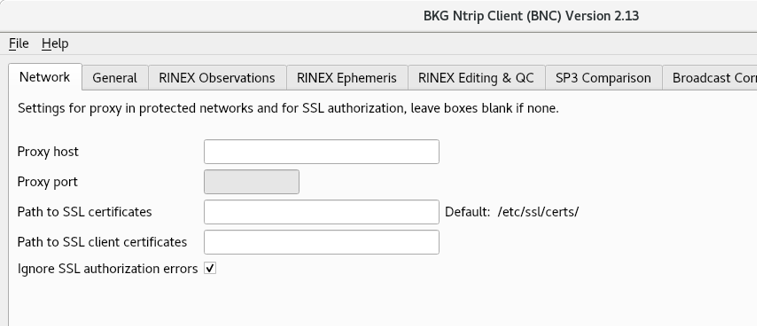 BKG Ntrip Client (BNC) Version 2.13
File Help
Network General RINEX Observations RINEX Ephemeris RINEX Editing & QC SP3 Comparison Broadcast Corr
Settings for proxy in protected networks and for SSL authorization, leave boxes blank if none.
Proxy host
Proxy port
Path to SSL certificates Default: /etc/ssl/certs/
Path to SSL client certificates
Ignore SSL authorization errors